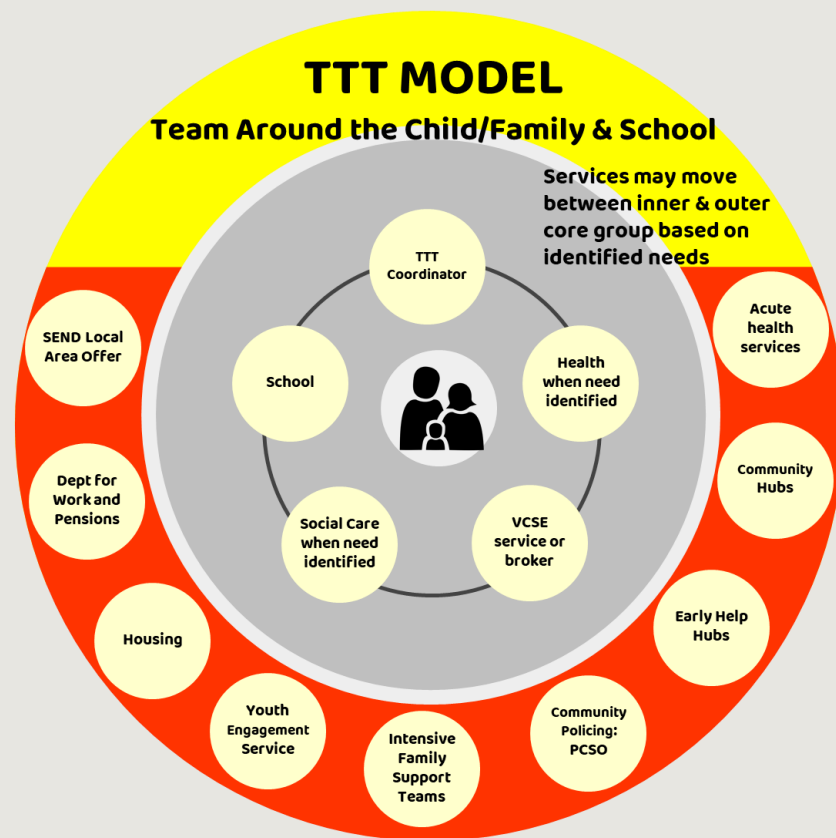 TTT MODEL
Team Around the Child/Family & School
Services may move
between inner & outer
core group based on
identified needs
TTT
Coordinator
School
Health
when need
identified
Social Care
when need
identified
VCSE
service or
broker
SEND Local
Area Offer
Acute
health
services
Dept for
Work and
Pensions
Community
Hubs
Housing
Early Help
Hubs
Youth
Engagement
Service
Intensive
Family
Support
Teams
Community
Policing:
PCSO